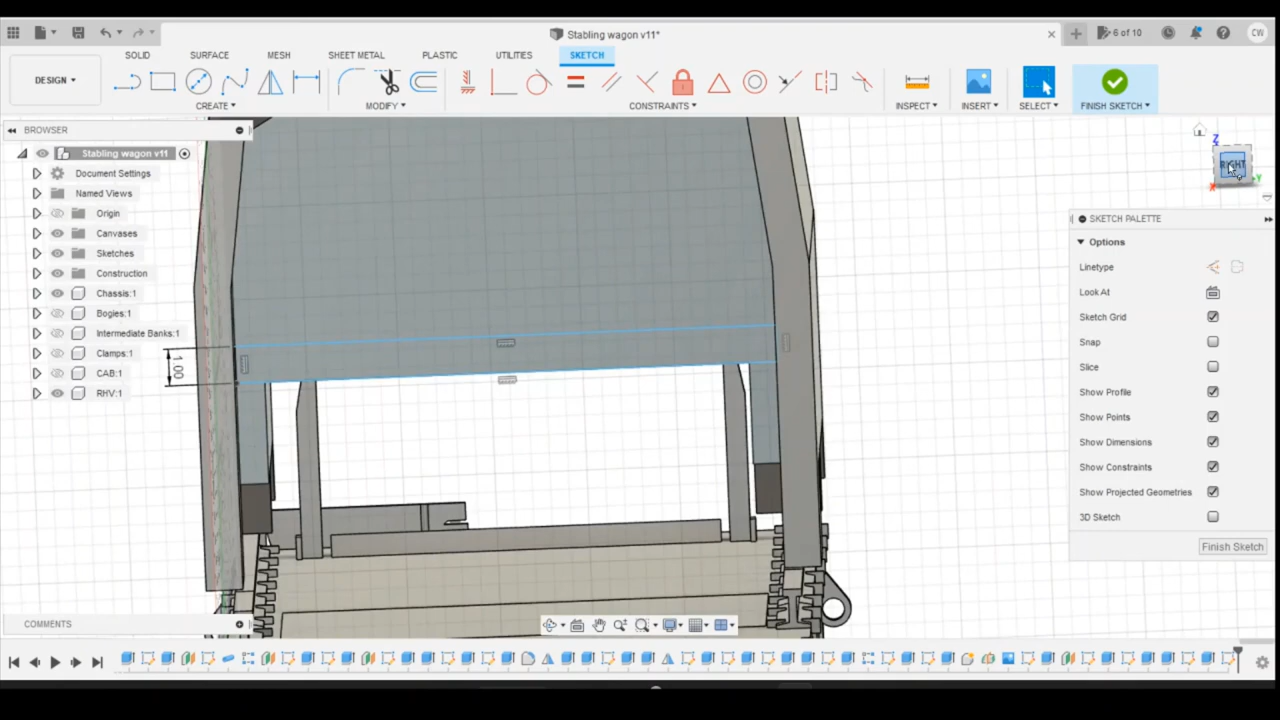 Stabling wagon v11*
6 of 10
CW
DESIGN
SOLID
SURFACE
MESH
SHEET METAL
PLASTIC
UTILITIES
SKETCH
CREATE
MODIFY
CONSTRAINTS
INSPECT
INSERT
SELECT
FINISH SKETCH
BROWSER
Stabling wagon v11
Document Settings
Named Views
Origin
Canvases
Sketches
Construction
Chassis:1
Bogies:1
Intermediate Banks:1
Clamps:1
CAB:1
RHV:1
1.00
Z
RIGHT
Y
X
SKETCH PALETTE
Options
Linetype
Look At
Sketch Grid
Snap
Slice
Show Profile
Show Points
Show Dimensions
Show Constraints
Show Projected Geometries
3D Sketch
Finish Sketch
COMMENTS